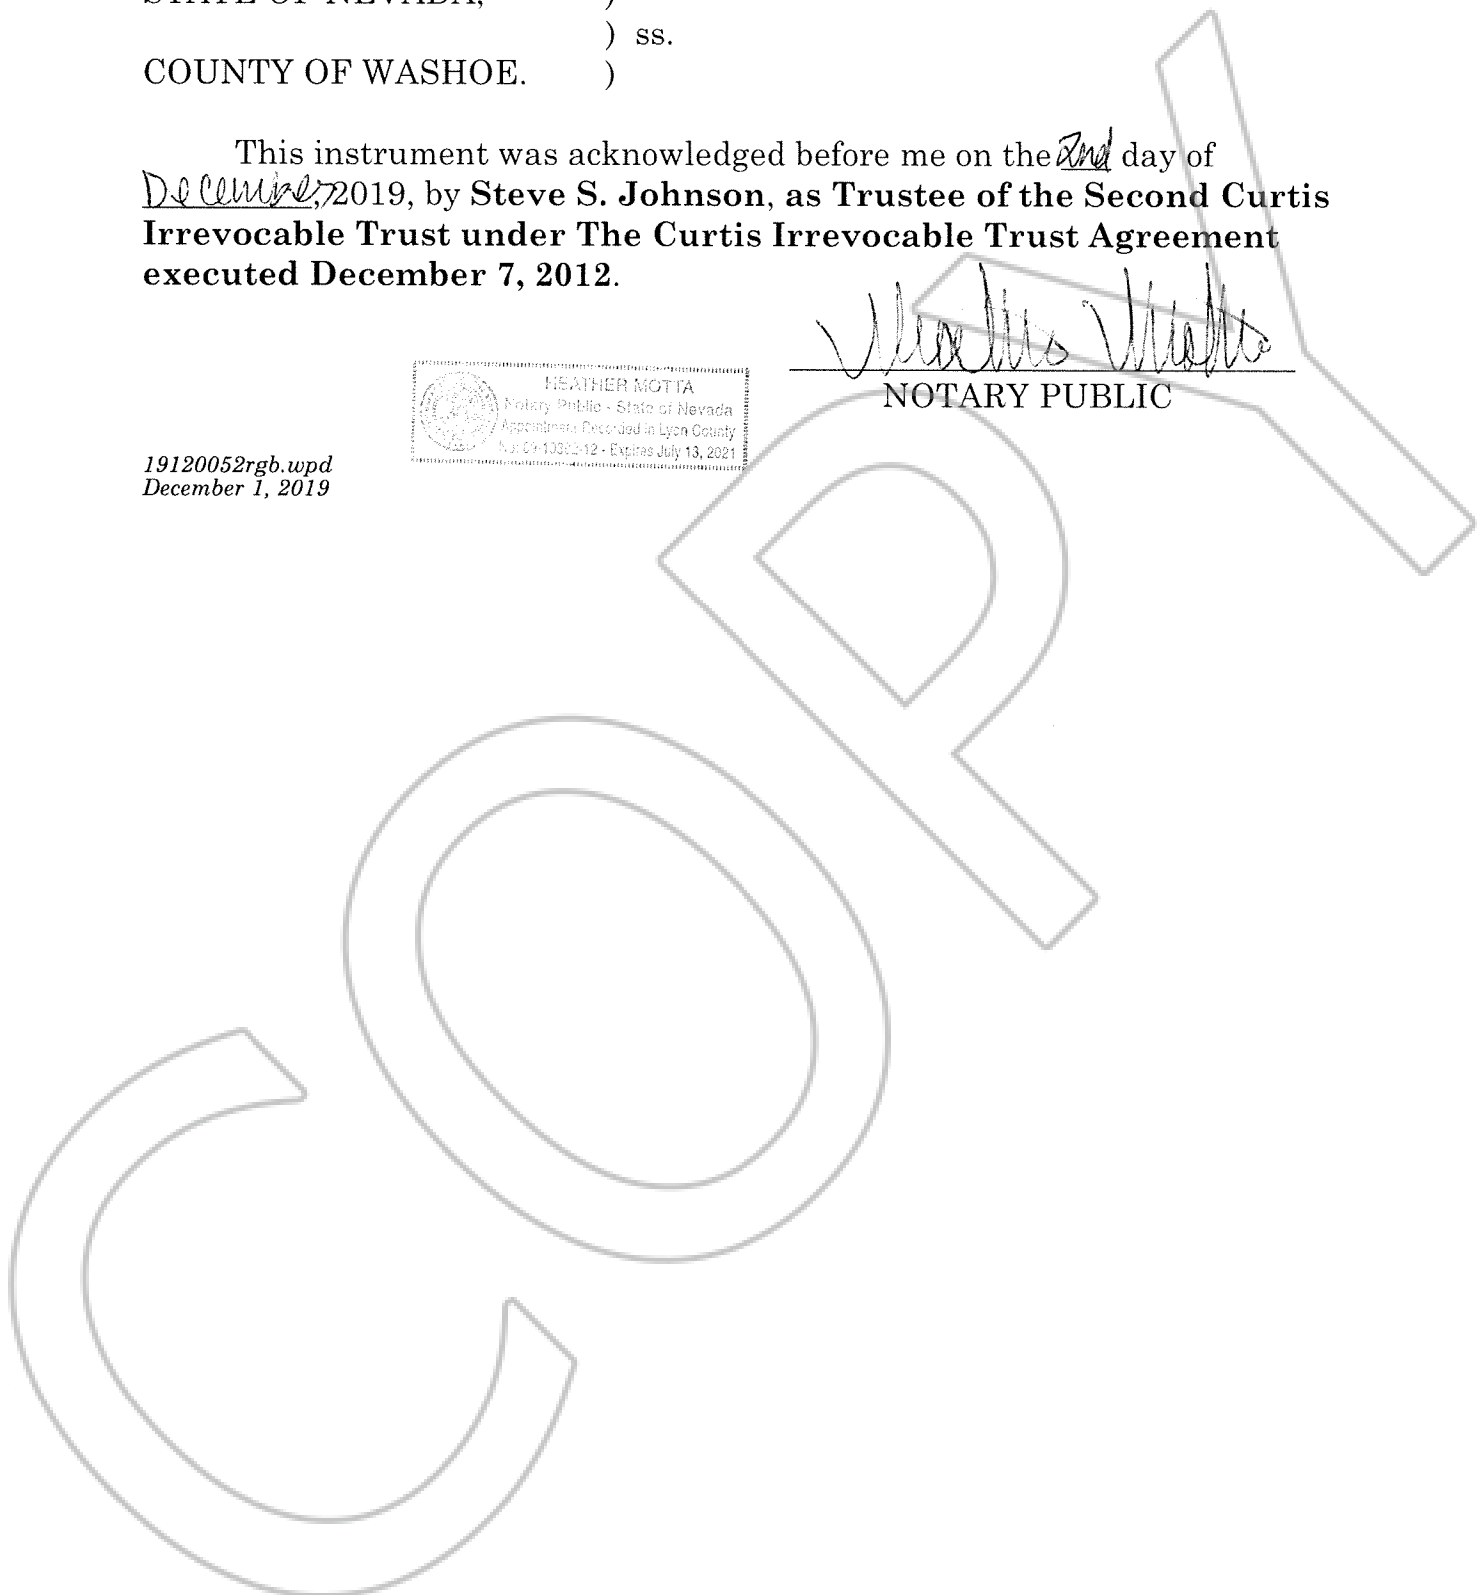 STATE OF NEVADA, )
) ss.
COUNTY OF WASHOE. )
This instrument was acknowledged before me on the 2nd day of
December, 2019, by Steve S. Johnson, as Trustee of the Second Curtis
Irrevocable Trust under The Curtis Irrevocable Trust Agreement
executed December 7, 2012.
NOTARY PUBLIC
HEATHER MOTTA
Notary Public - State of Nevada
Appointment Recorded in Lyon County
Expires July 13, 2021
19120052rgb.wpd
December 1, 2019
COPY